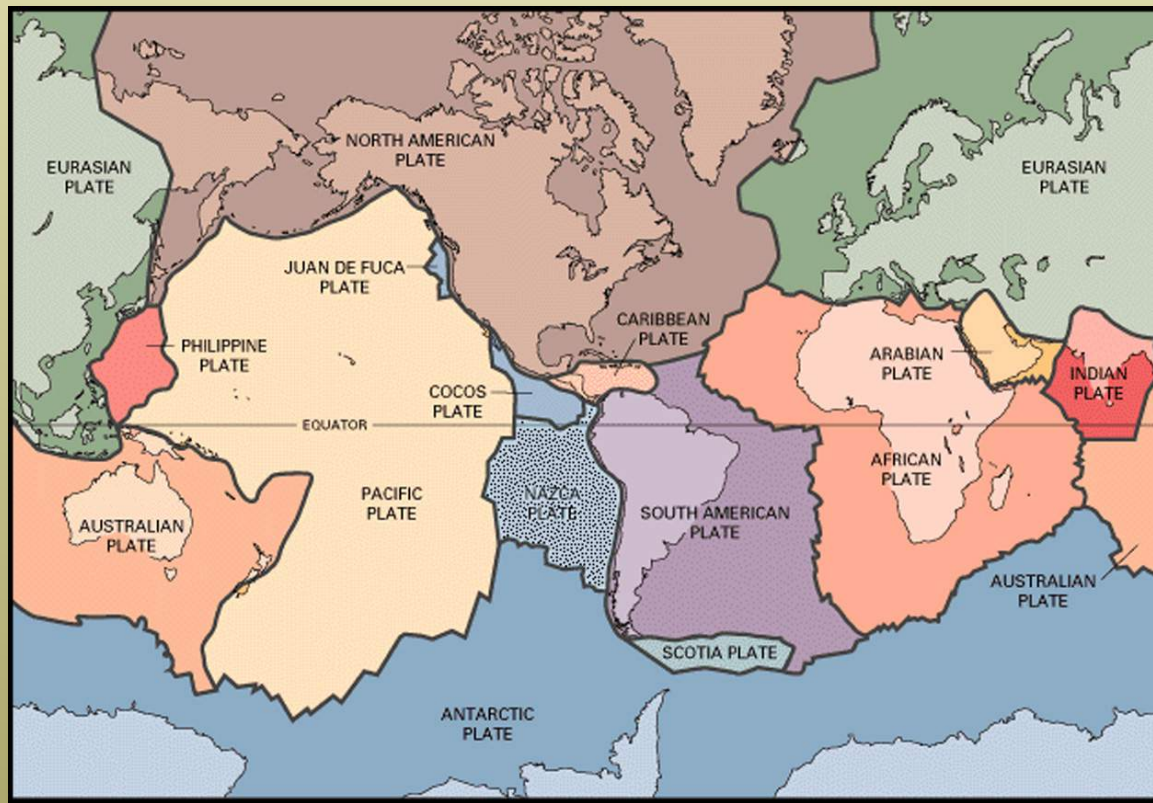 NORTH AMERICAN
PLATE
EURASIAN
PLATE
EURASIAN
PLATE
JUAN DE FUCA
PLATE
CARIBBEAN
PLATE
PHILIPPINE
PLATE
ARABIAN
PLATE
INDIAN
PLATE
COCOS
PLATE
EQUATOR
AFRICAN
PLATE
PACIFIC
PLATE
NAZCA
PLATE
SOUTH AMERICAN
PLATE
AUSTRALIAN
PLATE
AUSTRALIAN
PLATE
SCOTIA PLATE
ANTARCTIC
PLATE